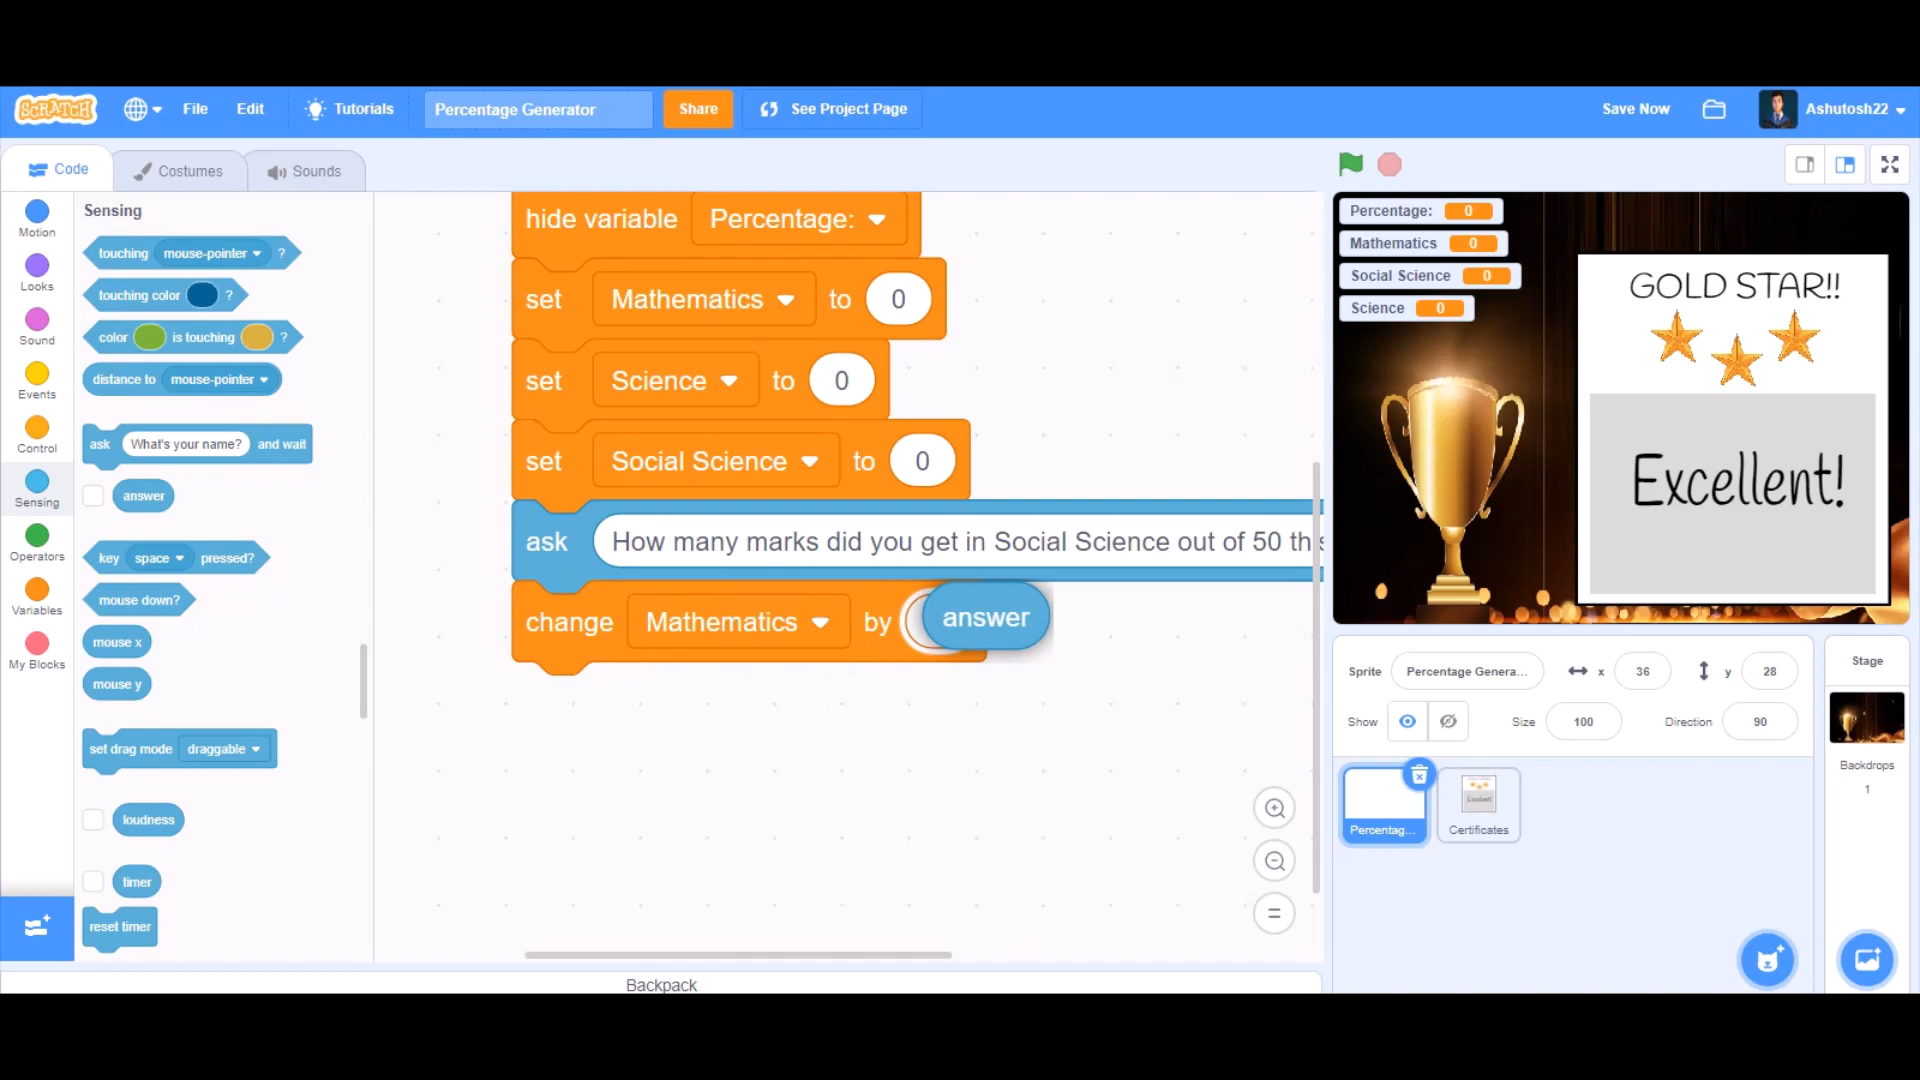 SCRATCH File Edit Tutorials Percentage Generator Share See Project Page Save Now Ashutosh22
Code Costumes Sounds
Motion
Looks
Sound
Events
Control
Sensing
Operators
Variables
My Blocks
Sensing
touching mouse-pointer ?
touching color ?
color is touching ?
distance to mouse-pointer
ask What's your name? and wait
answer
key space pressed?
mouse down?
mouse x
mouse y
set drag mode draggable
loudness
timer
reset timer
hide variable Percentage:
set Mathematics to 0
set Science to 0
set Social Science to 0
ask How many marks did you get in Social Science out of 50 this
change Mathematics by answer
Backpack
Percentage: 0
Mathematics 0
Social Science 0
Science 0
GOLD STAR!!
Excellent!
Sprite Percentage Genera... x 36 y 28
Show Size 100 Direction 90
Percentag...
Excellent!
Certificates
Stage
Backdrops
1